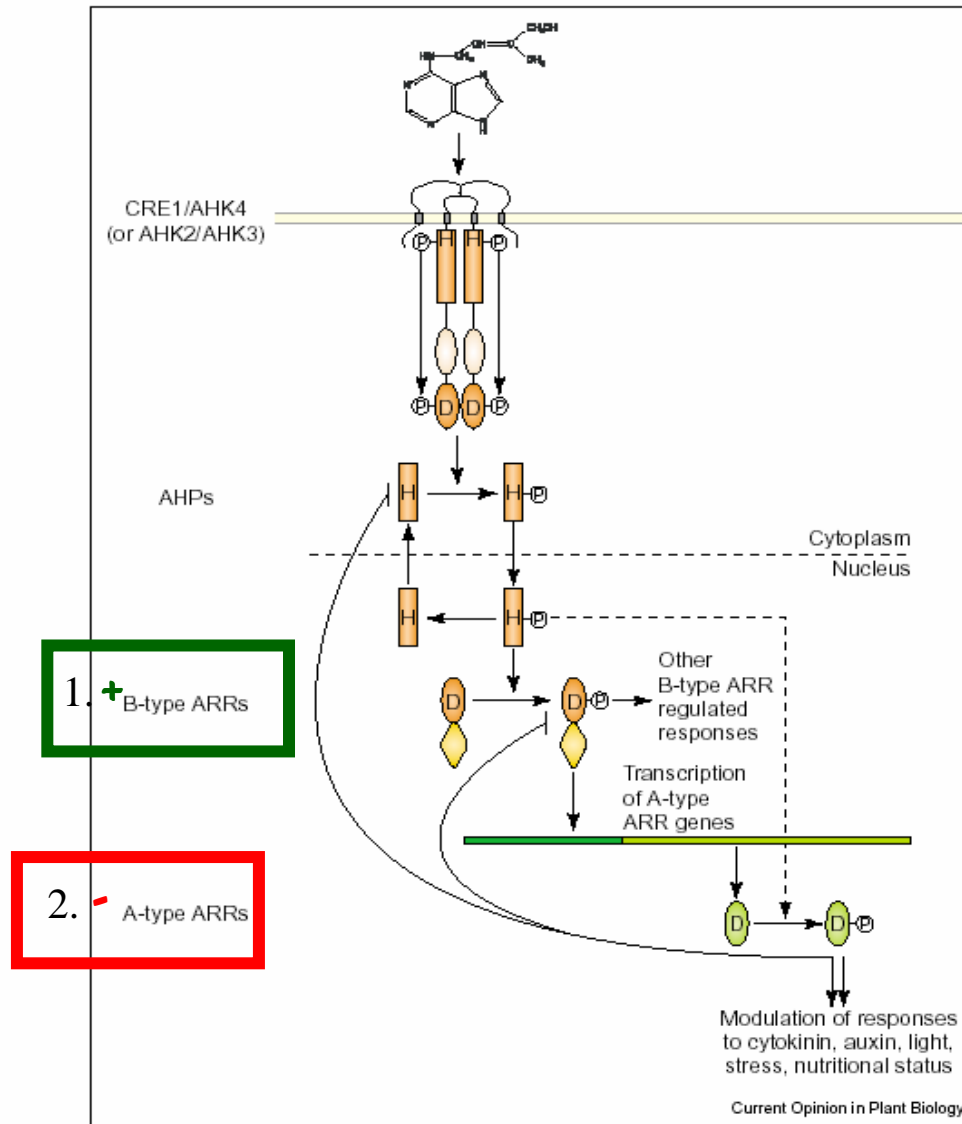 HN
N
N
N
N
H
CRE1/AHK4
(or AHK2/AHK3)
P H H P
P D D P
AHPs
H H P
Cytoplasm
Nucleus
H H P
1. + B-type ARRs
D D P
Other
B-type ARR
regulated
responses
Transcription
of A-type
ARR genes
2. - A-type ARRs
D D P
Modulation of responses
to cytokinin, auxin, light,
stress, nutritional status
Current Opinion in Plant Biology